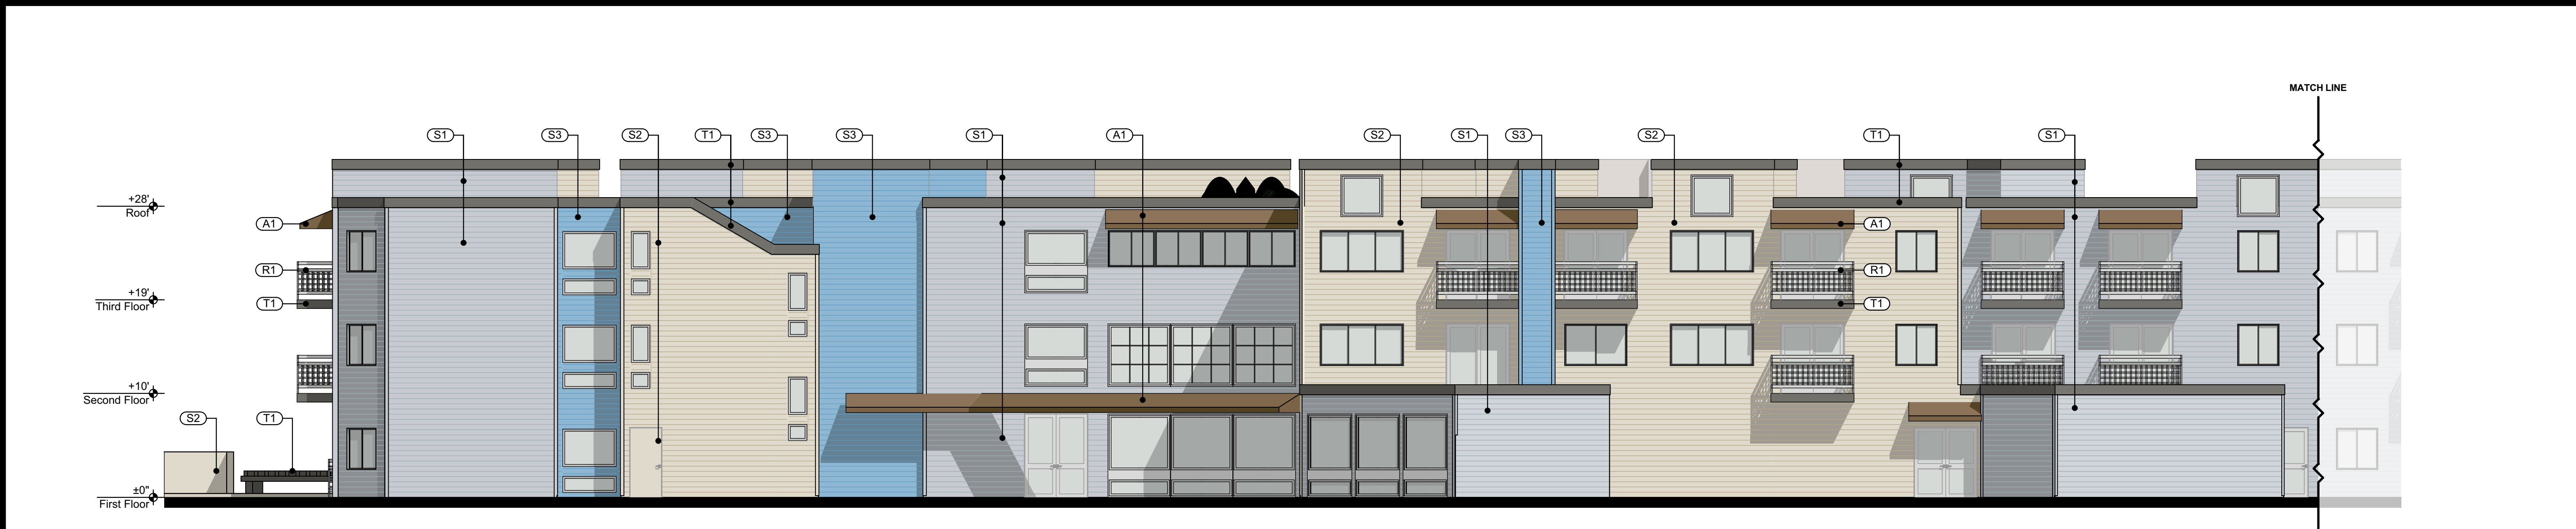 MATCH LINE
S1
S3
S2
T1
S3
S3
S1
A1
S2
S1
S3
S2
T1
S1
+28'
Roof
A1
A1
R1
R1
+19'
Third Floor
T1
T1
+10'
Second Floor
S2
T1
±0"
First Floor